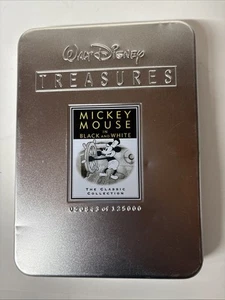 WALT DISNEY
TREASURES
MICKEY
MOUSE
IN
BLACK AND WHITE
THE CLASSIC
COLLECTION